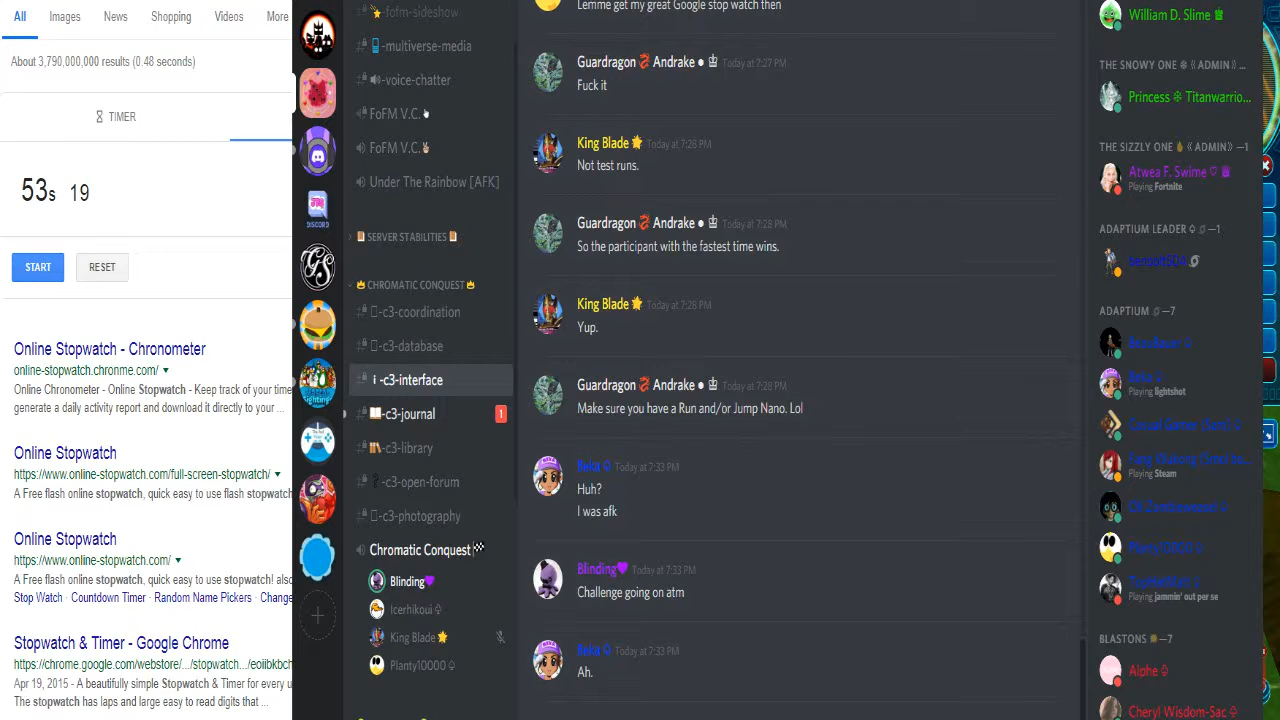 All
Images
News
Shopping
Videos
More
About 3,790,000,000 results (0.48 seconds)
TIMER
53s 19
START
RESET
Online Stopwatch - Chronometer
online-stopwatch.chronme.com/
Online Chronometer - Online Stopwatch - Keep track of your time
generate a daily activity report and download it directly to your ...
Online Stopwatch
https://www.online-stopwatch.com/full-screen-stopwatch/
A Free flash online stopwatch, quick easy to use flash stopwatch
Online Stopwatch
https://www.online-stopwatch.com/
A Free flash online stopwatch, quick easy to use stopwatch! also
Stop Watch · Countdown Timer · Random Name Pickers · Change
Stopwatch & Timer - Google Chrome
https://chrome.google.com/webstore/.../stopwatch.../eoiibkbch
Apr 19, 2015 - A beautifully simple Stopwatch & Timer for every u
The stopwatch has laps and large easy to read digits that ...
DISCORD
GS
-fofm-sideshow
-multiverse-media
-voice-chatter
FoFM V.C.
FoFM V.C.
Under The Rainbow [AFK]
SERVER STABILITIES
CHROMATIC CONQUEST
-c3-coordination
-c3-database
-c3-interface
-c3-journal
1
-c3-library
-c3-open-forum
-c3-photography
Chromatic Conquest
Blinding
Icerhikoui
King Blade
Planty10000
Lemme get my great Google stop watch then
Guardragon Andrake Today at 7:27 PM
Fuck it
King Blade Today at 7:28 PM
Not test runs.
Guardragon Andrake Today at 7:28 PM
So the participant with the fastest time wins.
King Blade Today at 7:28 PM
Yup.
Guardragon Andrake Today at 7:28 PM
Make sure you have a Run and/or Jump Nano. Lol
Beka Today at 7:33 PM
Huh?
I was afk
Blinding Today at 7:33 PM
Challenge going on atm
Beka Today at 7:33 PM
Ah.
William D. Slime
THE SNOWY ONE ADMIN ...
Princess Titanwarrio...
THE SIZZLY ONE ADMIN —1
Atwea F. Swime
Playing Fortnite
ADAPTIUM LEADER —1
ADAPTIUM —7
Beka
Playing lightshot
Playing Steam
Planty10000
Playing jammin' out per se
BLASTONS —7
Alphe
Cheryl Wisdom-Sac